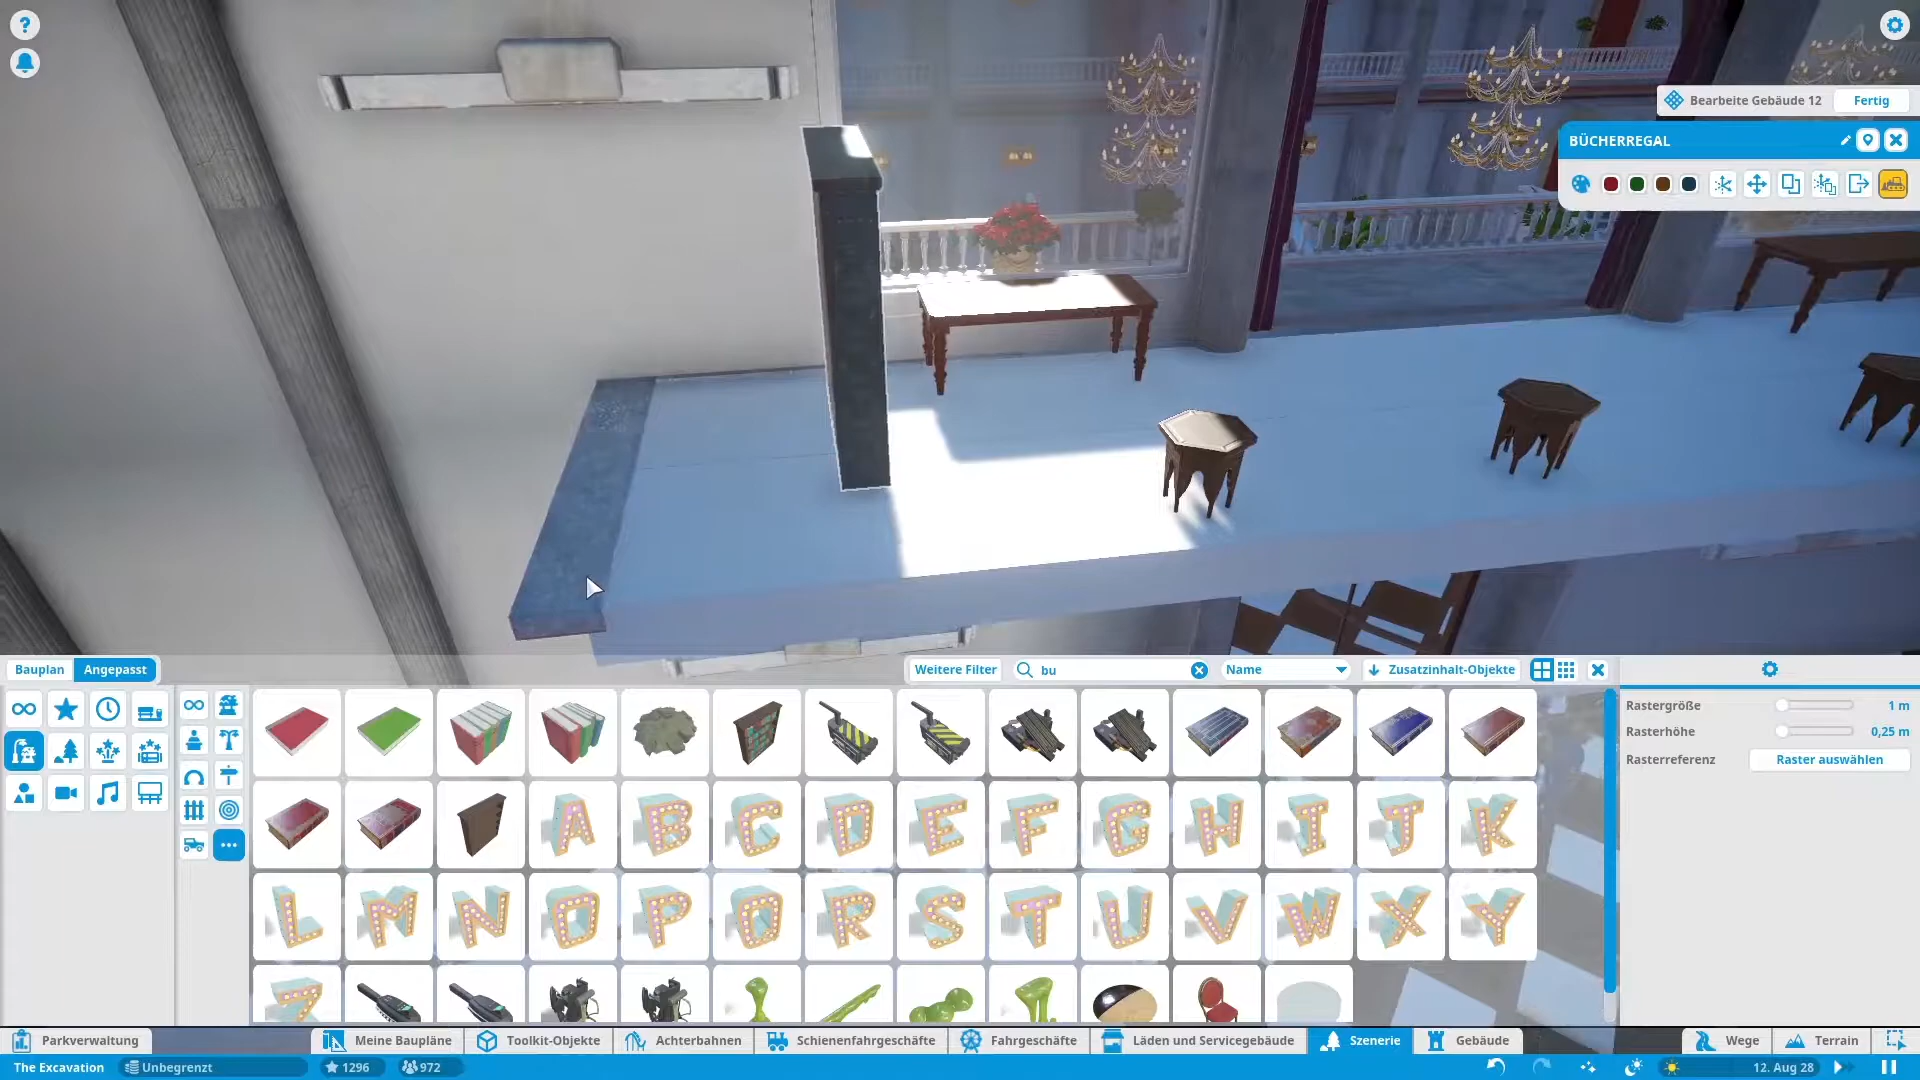 ?
Bearbeite Gebäude 12
Fertig
BÜCHERREGAL
Bauplan
Angepasst
Weitere Filter
bu
Name
Zusatzinhalt-Objekte
Rastergröße
1 m
Rasterhöhe
0,25 m
Rasterreferenz
Raster auswählen
Parkverwaltung
Meine Baupläne
Toolkit-Objekte
Achterbahnen
Schienenfahrgeschäfte
Fahrgeschäfte
Läden und Servicegebäude
Szenerie
Gebäude
Wege
Terrain
The Excavation
Unbegrenzt
1296
972
12. Aug 28